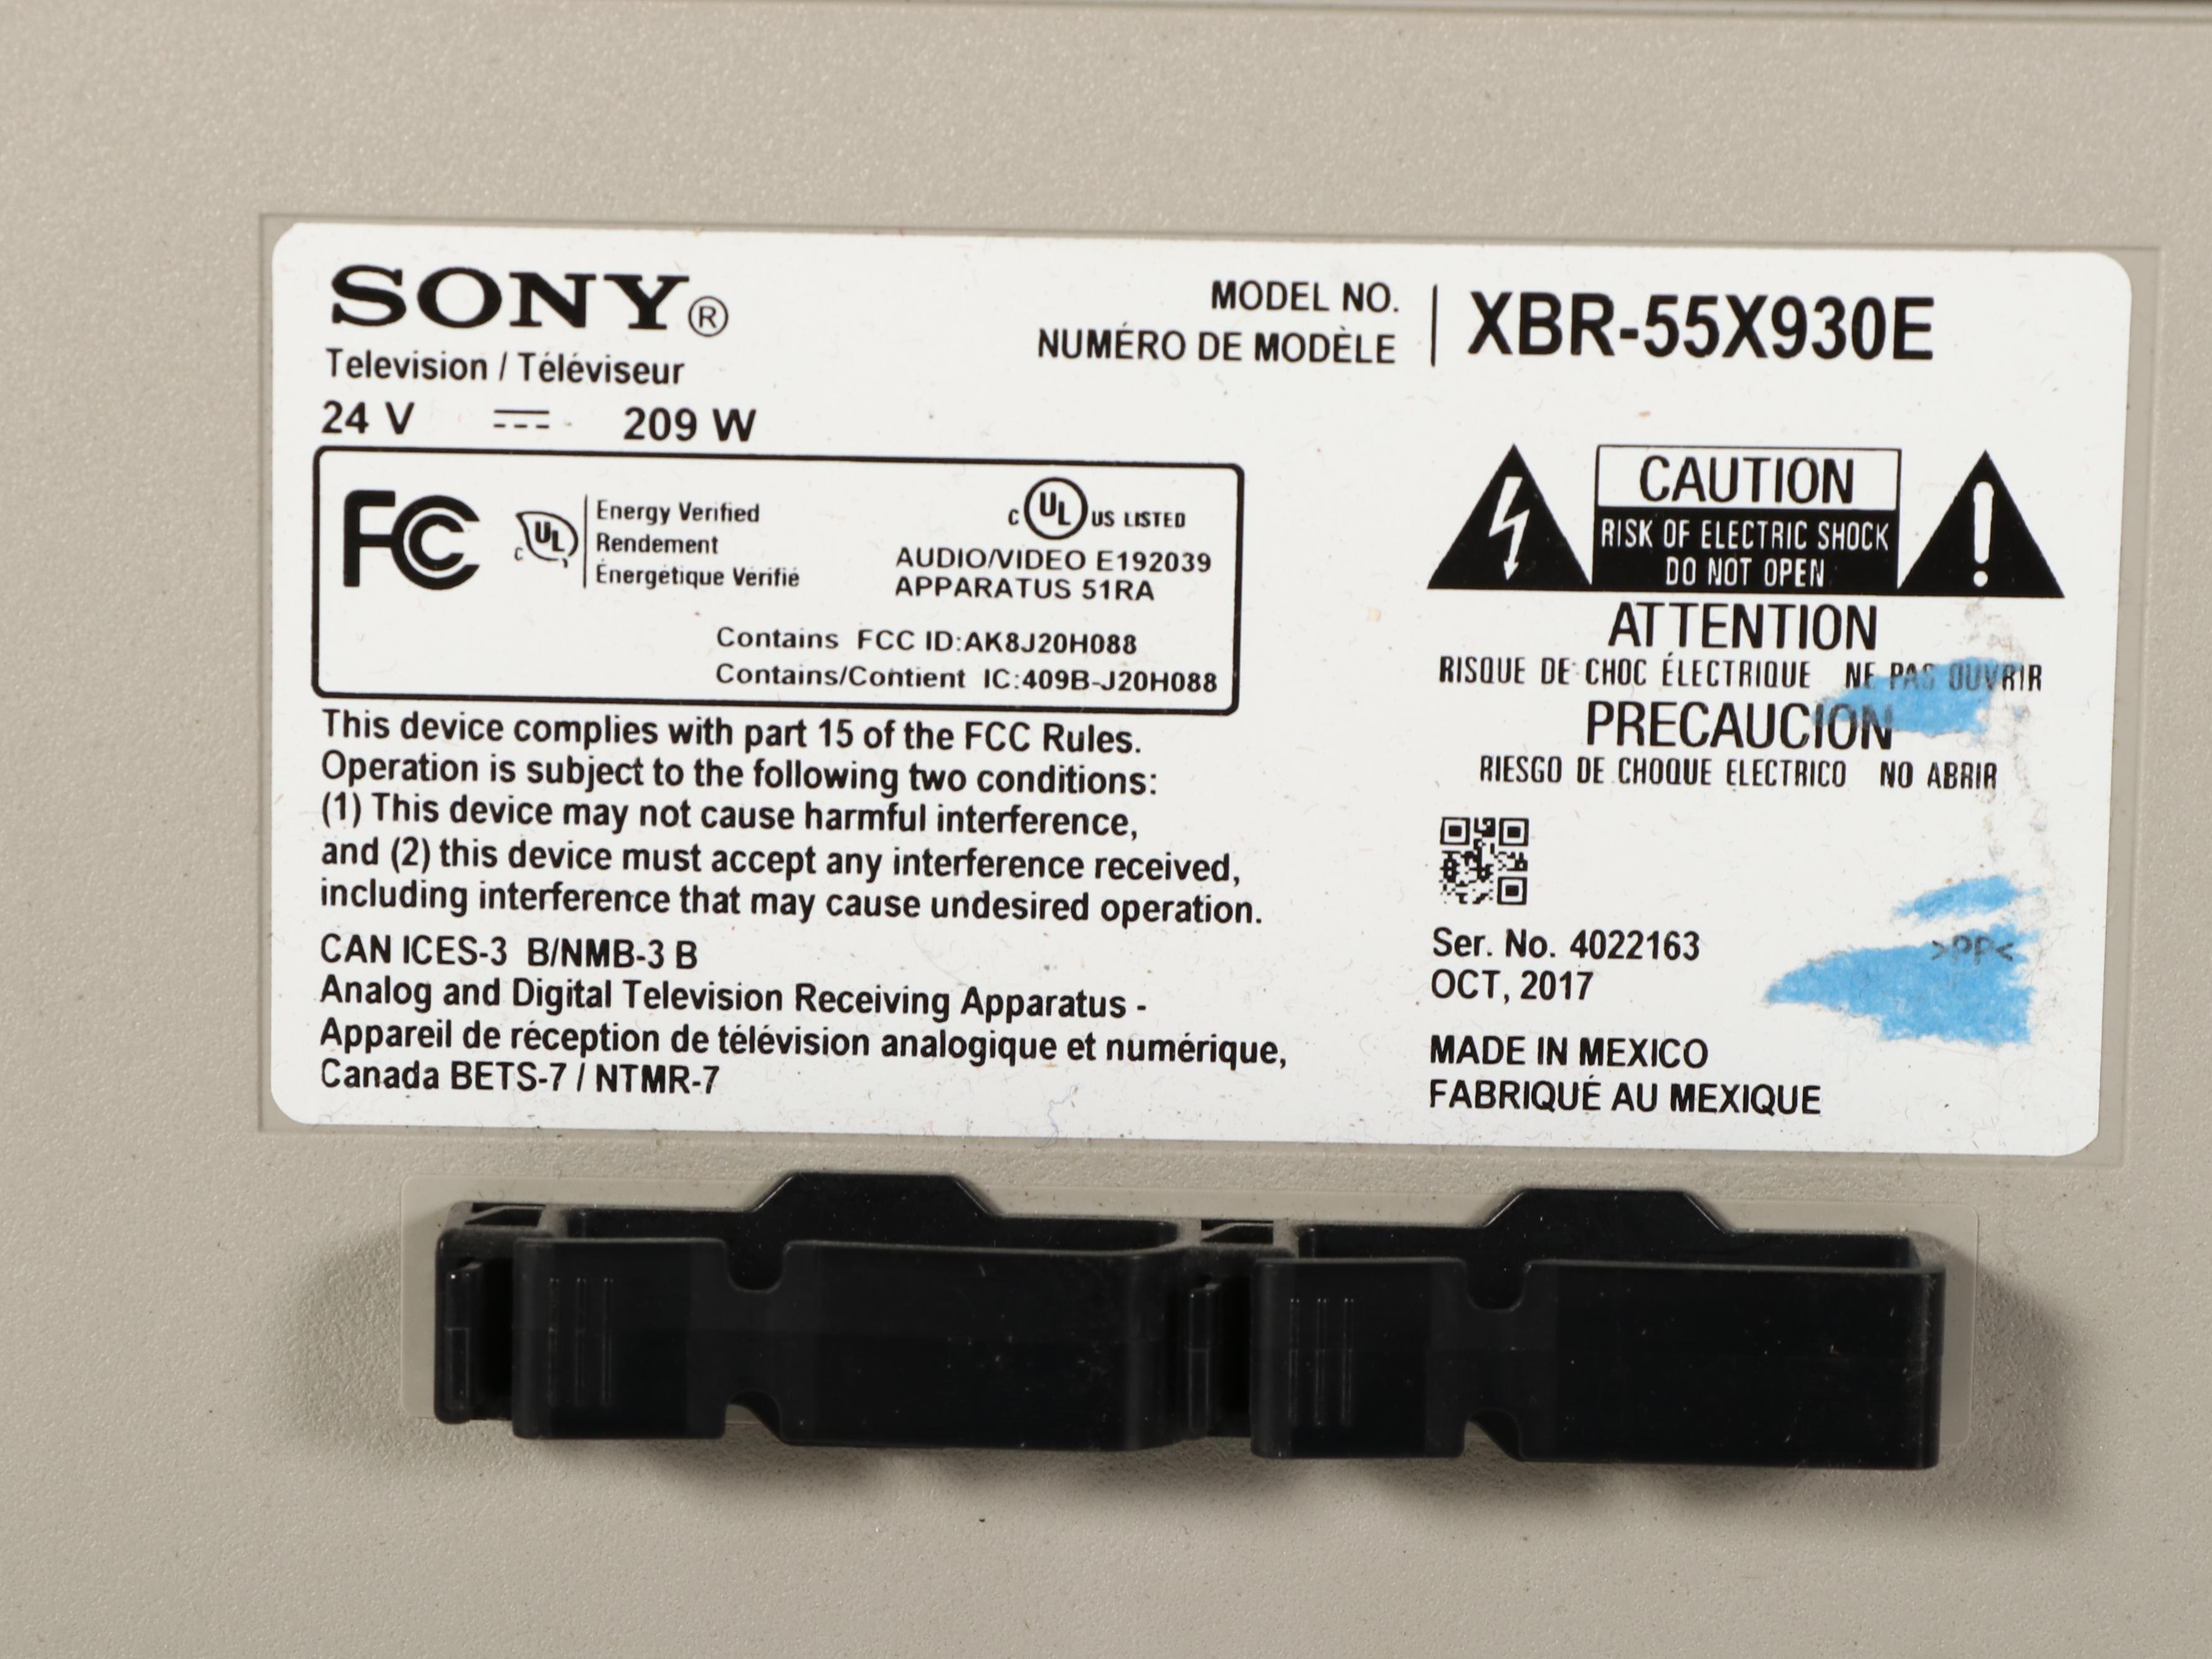 SONY®
Television / Téléviseur
24 V 209 W
MODEL NO.
NUMÉRO DE MODÈLE
XBR-55X930E
FC
C UL
Energy Verified
Rendement
Énergétique Vérifié
C UL US LISTED
AUDIO/VIDEO E192039
APPARATUS 51RA
Contains FCC ID:AK8J20H088
Contains/Contient IC:409B-J20H088
This device complies with part 15 of the FCC Rules.
Operation is subject to the following two conditions:
(1) This device may not cause harmful interference,
and (2) this device must accept any interference received,
including interference that may cause undesired operation.
CAN ICES-3 B/NMB-3 B
Analog and Digital Television Receiving Apparatus -
Appareil de réception de télévision analogique et numérique,
Canada BETS-7 / NTMR-7
CAUTION
RISK OF ELECTRIC SHOCK
DO NOT OPEN
ATTENTION
RISQUE DE CHOC ÉLECTRIQUE NE PAS OUVRIR
PRECAUCION
RIESGO DE CHOQUE ELECTRICO NO ABRIR
Ser. No. 4022163
OCT, 2017
>PP<
MADE IN MEXICO
FABRIQUÉ AU MEXIQUE